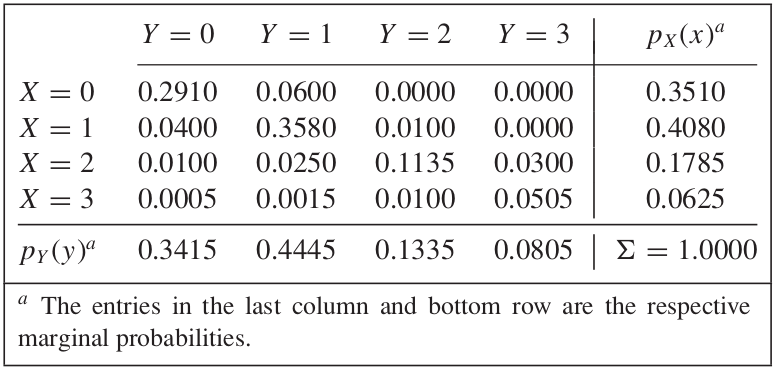 Y = 0 Y = 1 Y = 2 Y = 3 p_X(x)^a
X = 0 0.2910 0.0600 0.0000 0.0000 0.3510
X = 1 0.0400 0.3580 0.0100 0.0000 0.4080
X = 2 0.0100 0.0250 0.1135 0.0300 0.1785
X = 3 0.0005 0.0015 0.0100 0.0505 0.0625
p_Y(y)^a 0.3415 0.4445 0.1335 0.0805 Σ = 1.0000
^a The entries in the last column and bottom row are the respective
marginal probabilities.